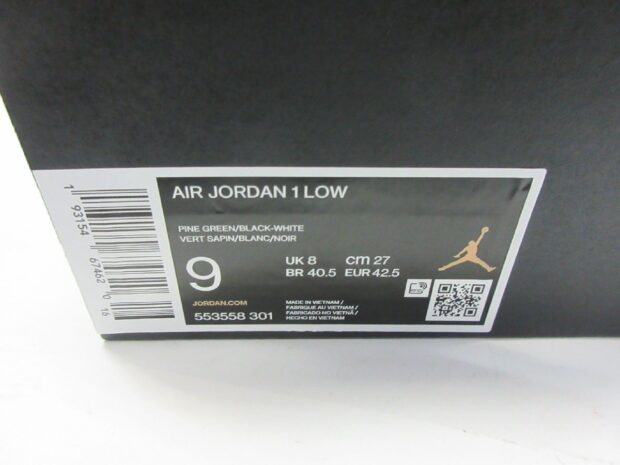 AIR JORDAN 1 LOW
PINE GREEN/BLACK-WHITE
VERT SAPIN/BLANC/NOIR
9
UK 8 cm 27
BR 40.5 EUR 42.5
JORDAN.COM
553558 301
MADE IN VIETNAM /
FABRIQUE AU VIETNAM /
FABRICADO NO VIETNÃ /
HECHO EN VIETNAM
1 93154 67462 0 16